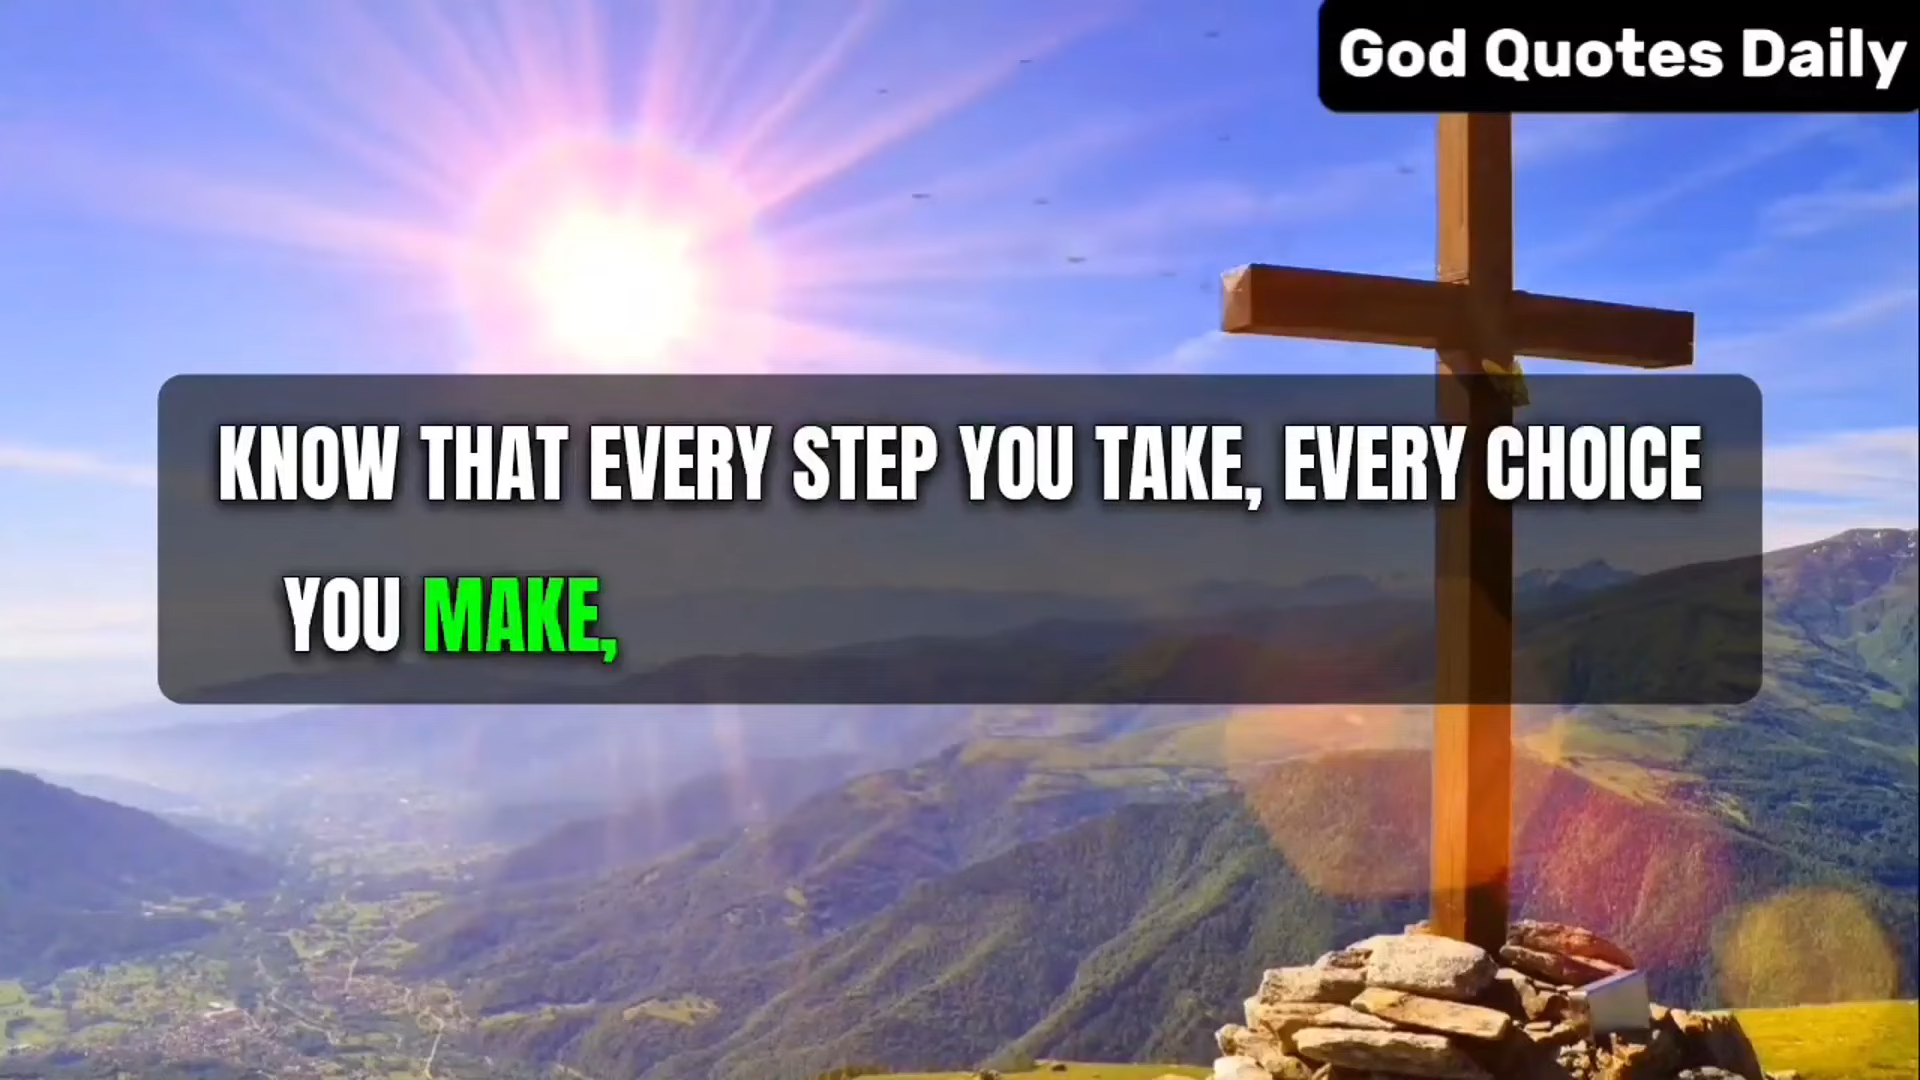 God Quotes Daily
KNOW THAT EVERY STEP YOU TAKE, EVERY CHOICE
YOU MAKE,